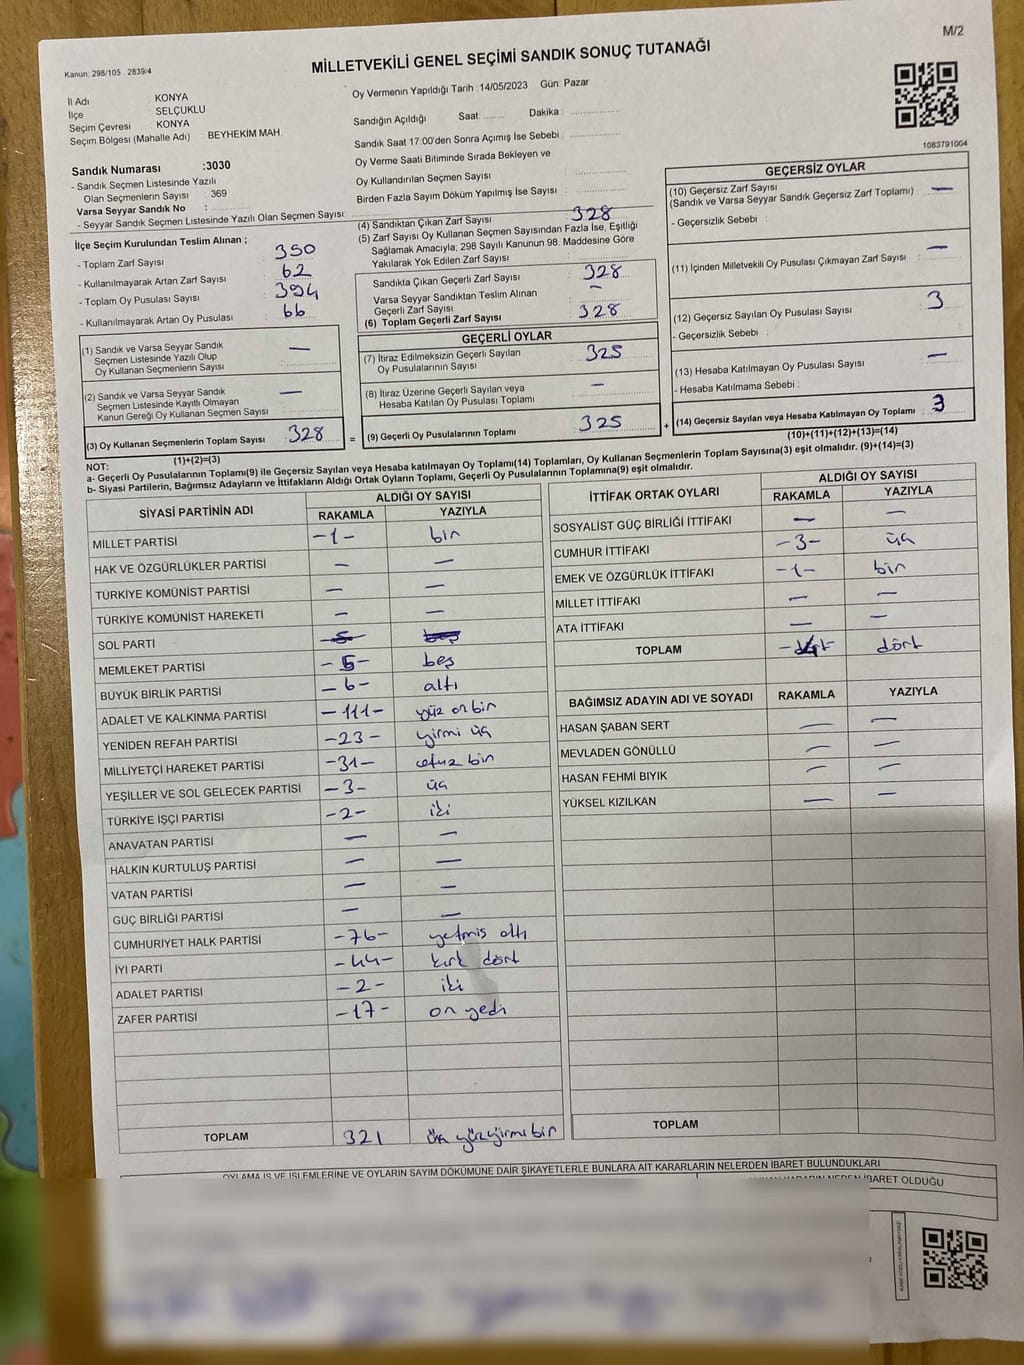 M/2
Kanun: 298/105 . 2839/4
MİLLETVEKİLİ GENEL SEÇİMİ SANDIK SONUÇ TUTANAĞI
İl Adı : KONYA
İlçe : SELÇUKLU
Seçim Çevresi : KONYA
Seçim Bölgesi (Mahalle Adı) : BEYHEKİM MAH.
Sandık Numarası :3030
- Sandık Seçmen Listesinde Yazılı
Olan Seçmenlerin Sayısı : 369
Varsa Seyyar Sandık No :
- Seyyar Sandık Seçmen Listesinde Yazılı Olan Seçmen Sayısı:
Oy Vermenin Yapıldığı Tarih :14/05/2023 Gün: Pazar
Sandığın Açıldığı Saat: Dakika :
Sandık Saat 17:00'den Sonra Açımış İse Sebebi :
Oy Verme Saati Bitiminde Sırada Bekleyen ve
Oy Kullandırılan Seçmen Sayısı :
Birden Fazla Sayım Döküm Yapılmış İse Sayısı :
1083791004
İlçe Seçim Kurulundan Teslim Alınan ;
- Toplam Zarf Sayısı : 350
- Kullanılmayarak Artan Zarf Sayısı : 62
- Toplam Oy Pusulası Sayısı : 394
- Kullanılmayarak Artan Oy Pusulası : 66
(4) Sandıktan Çıkan Zarf Sayısı : 328
(5) Zarf Sayısı Oy Kullanan Seçmen Sayısından Fazla İse, Eşitliği
Sağlamak Amacıyla; 298 Sayılı Kanunun 98. Maddesine Göre
Yakılarak Yok Edilen Zarf Sayısı :
Sandıkta Çıkan Geçerli Zarf Sayısı : 328
Varsa Seyyar Sandıktan Teslim Alınan
Geçerli Zarf Sayısı : –
(6) Toplam Geçerli Zarf Sayısı : 328
GEÇERSİZ OYLAR
(10) Geçersiz Zarf Sayısı
(Sandık ve Varsa Seyyar Sandık Geçersiz Zarf Toplamı) : –
- Geçersizlik Sebebi :
(11) İçinden Milletvekili Oy Pusulası Çıkmayan Zarf Sayısı : –
(12) Geçersiz Sayılan Oy Pusulası Sayısı : 3
- Geçersizlik Sebebi :
(13) Hesaba Katılmayan Oy Pusulası Sayısı : –
- Hesaba Katılmama Sebebi :
(14) Geçersiz Sayılan veya Hesaba Katılmayan Oy Toplamı : 3
(10)+(11)+(12)+(13)=(14)
(1) Sandık ve Varsa Seyyar Sandık
Seçmen Listesinde Yazılı Olup
Oy Kullanan Seçmenlerin Sayısı : –
(2) Sandık ve Varsa Seyyar Sandık
Seçmen Listesinde Kayıtlı Olmayan
Kanun Gereği Oy Kullanan Seçmen Sayısı : –
(3) Oy Kullanan Seçmenlerin Toplam Sayısı : 328
(1)+(2)=(3)
GEÇERLİ OYLAR
(7) İtiraz Edilmeksizin Geçerli Sayılan
Oy Pusulalarının Sayısı : 325
(8) İtiraz Üzerine Geçerli Sayılan veya
Hesaba Katılan Oy Pusulası Toplamı : –
= (9) Geçerli Oy Pusulalarının Toplamı : 325 +
NOT:
a- Geçerli Oy Pusulalarının Toplamı(9) ile Geçersiz Sayılan veya Hesaba katılmayan Oy Toplamı(14) Toplamları, Oy Kullanan Seçmenlerin Toplam Sayısına(3) eşit olmalıdır. (9)+(14)=(3)
b- Siyasi Partilerin, Bağımsız Adayların ve İttifakların Aldığı Ortak Oyların Toplamı, Geçerli Oy Pusulalarının Toplamına(9) eşit olmalıdır.
SİYASİ PARTİNİN ADI ALDIĞI OY SAYISI
RAKAMLA YAZIYLA
MİLLET PARTİSİ -1- bir
HAK VE ÖZGÜRLÜKLER PARTİSİ – –
TÜRKİYE KOMÜNİST PARTİSİ – –
TÜRKİYE KOMÜNİST HAREKETİ – –
SOL PARTİ 5 beş
MEMLEKET PARTİSİ -5- beş
BÜYÜK BİRLİK PARTİSİ -6- altı
ADALET VE KALKINMA PARTİSİ -111- yüz on bir
YENİDEN REFAH PARTİSİ -23- yirmi üç
MİLLİYETÇİ HAREKET PARTİSİ -31- otuz bir
YEŞİLLER VE SOL GELECEK PARTİSİ -3- üç
TÜRKİYE İŞÇİ PARTİSİ -2- iki
ANAVATAN PARTİSİ – –
HALKIN KURTULUŞ PARTİSİ – –
VATAN PARTİSİ – –
GÜÇ BİRLİĞİ PARTİSİ – –
CUMHURİYET HALK PARTİSİ -76- yetmis altı
İYİ PARTİ -44- kırk dört
ADALET PARTİSİ -2- iki
ZAFER PARTİSİ -17- on yedi
TOPLAM 321 üç yüz yirmi bir
İTTİFAK ORTAK OYLARI ALDIĞI OY SAYISI
RAKAMLA YAZIYLA
SOSYALİST GÜÇ BİRLİĞİ İTTİFAKI – –
CUMHUR İTTİFAKI -3- üç
EMEK VE ÖZGÜRLÜK İTTİFAKI -1- bir
MİLLET İTTİFAKI – –
ATA İTTİFAKI – –
TOPLAM -4- dört
BAĞIMSIZ ADAYIN ADI VE SOYADI RAKAMLA YAZIYLA
HASAN ŞABAN SERT – –
MEVLADEN GÖNÜLLÜ – –
HASAN FEHMİ BIYIK – –
YÜKSEL KIZILKAN – –
TOPLAM
OYLAMA İŞ VE İŞLEMLERİNE VE OYLARIN SAYIM DÖKÜMÜNE DAİR ŞİKAYETLERLE BUNLARA AİT KARARLARIN NELERDEN İBARET BULUNDUKLARI
İBARET OLDUĞU